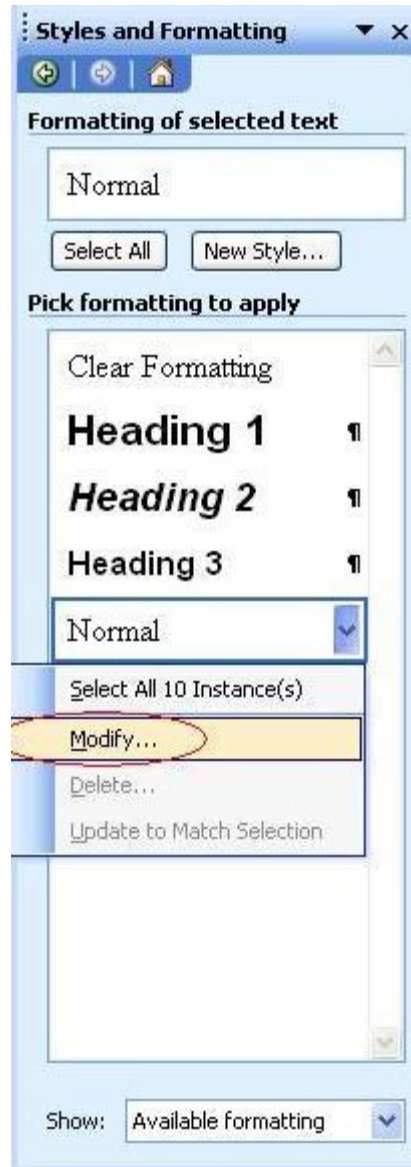 Styles and Formatting
Formatting of selected text
Normal
Select All New Style...
Pick formatting to apply
Clear Formatting
Heading 1 ¶
Heading 2 ¶
Heading 3 ¶
Normal
Select All 10 Instance(s)
Modify...
Delete...
Update to Match Selection
Show: Available formatting